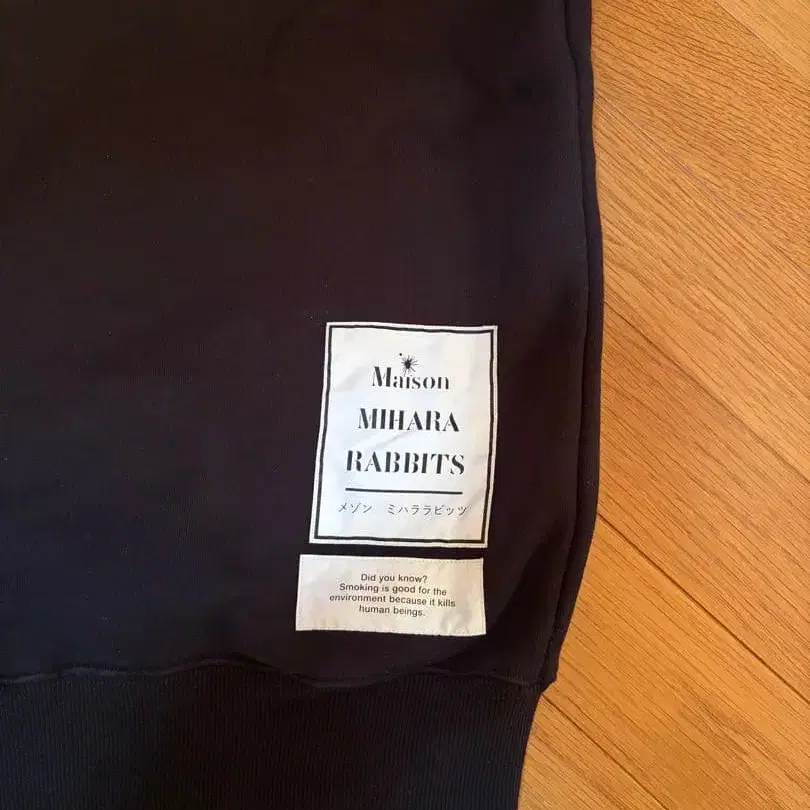 Maison
MIHARA
RABBITS
メゾン ミハララビッツ
Did you know?
Smoking is good for the
environment because it kills
human beings.